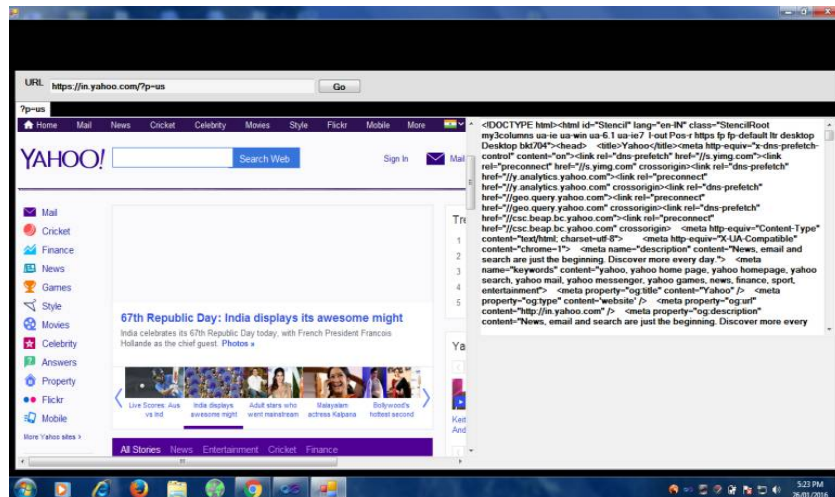 URL https://in.yahoo.com/?p=us Go
?p=us
Home Mail News Cricket Celebrity Movies Style Flickr Mobile More
YAHOO! Search Web Sign In Mail
Mail
Cricket
Finance
News
Games
Style
Movies
Celebrity
Answers
Property
Flickr
Mobile
More Yahoo sites >
67th Republic Day: India displays its awesome might
India celebrates its 67th Republic Day today, with French President Francois
Hollande as the chief guest. Photos »
Live Scores: Aus
vs Ind
India displays
awesome might
Adult stars who
want mainstream
Malayalam
actress Kalpana
Bollywood's
hottest second
All Stories News Entertainment Cricket Finance
Tre
1
2
3
4
5
Ya
Ked
And
<!DOCTYPE html><html id="Stencil" lang="en-IN" class="StencilRoot
my3columns ua-ie ua-win ua-6.1 ua-ie7 l-out Pos-r https fp fp-default ltr desktop
Desktop bkt704"><head> <title>Yahoo</title><meta http-equiv="x-dns-prefetch-
control" content="on"><link rel="dns-prefetch" href="//s.yimg.com"><link
rel="preconnect" href="//s.yimg.com"><link rel="dns-prefetch"
href="//y.analytics.yahoo.com"><link rel="preconnect"
href="//y.analytics.yahoo.com" crossorigin><link rel="dns-prefetch"
href="//geo.query.yahoo.com"><link rel="preconnect"
href="//geo.query.yahoo.com" crossorigin><link rel="dns-prefetch"
href="//csc.beap.bc.yahoo.com"><link rel="preconnect"
href="//csc.beap.bc.yahoo.com" crossorigin> <meta http-equiv="Content-Type"
content="text/html; charset=utf-8"> <meta http-equiv="X-UA-Compatible"
content="chrome=1"> <meta name="description" content="News, email and
search are just the beginning. Discover more every day."> <meta
name="keywords" content="yahoo, yahoo home page, yahoo homepage, yahoo
search, yahoo mail, yahoo messenger, yahoo games, news, finance, sport,
entertainment"> <meta property="og:title" content="Yahoo" /> <meta
property="og:type" content='website' /> <meta property="og:url"
content="http://in.yahoo.com" /> <meta property="og:description"
content="News, email and search are just the beginning. Discover more every
5:23 PM
26/01/2016